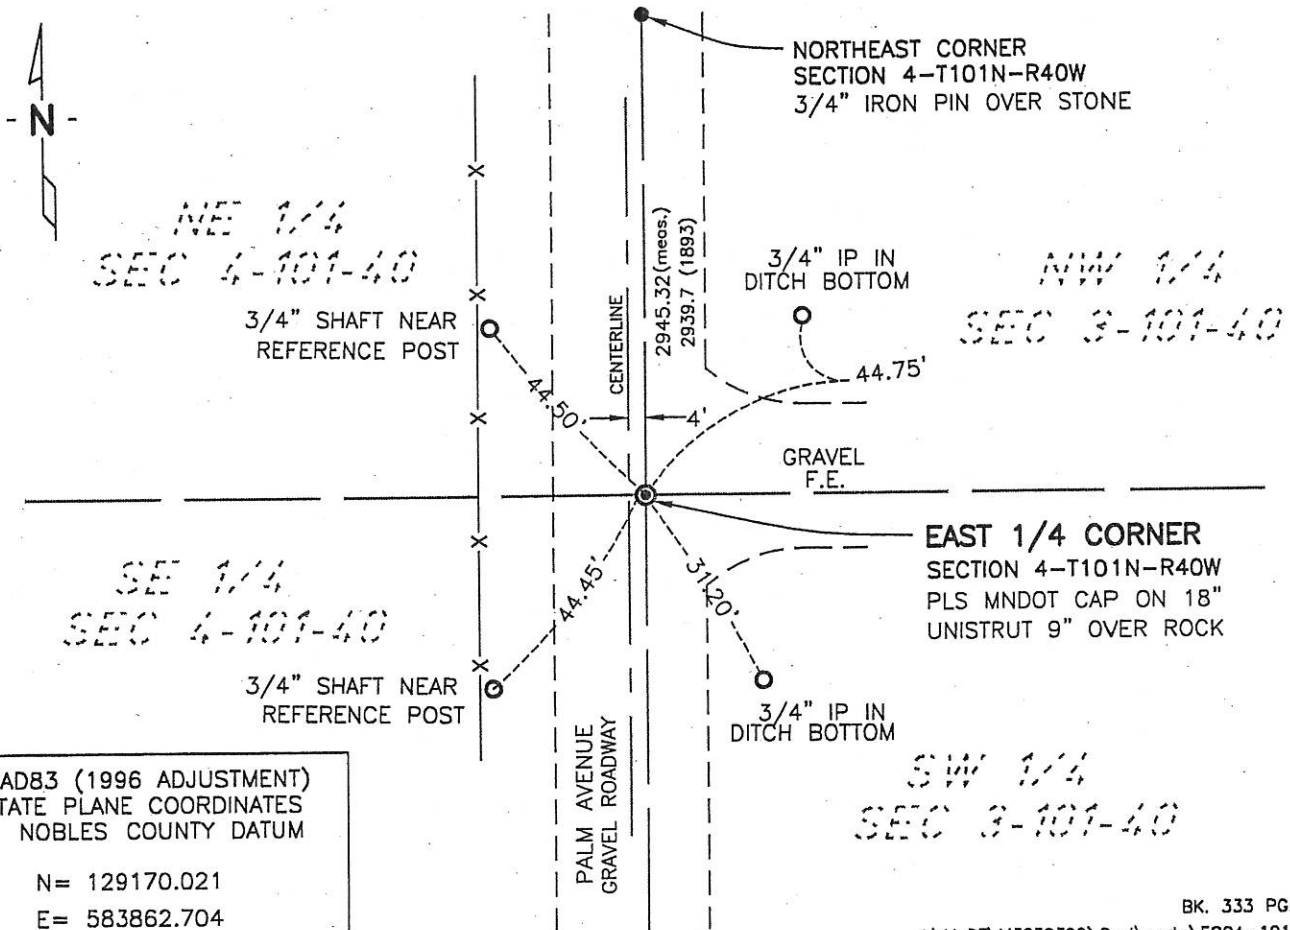 NORTHEAST CORNER
SECTION 4-T101N-R40W
3/4" IRON PIN OVER STONE
-N-
NE 1/4
SEC 4-101-40
3/4" SHAFT NEAR
REFERENCE POST
X
X
X
X
X
44.50'
CENTERLINE
2945.32 (meas.)
2939.7 (1893)
4'
3/4" IP IN
DITCH BOTTOM
44.75'
NW 1/4
SEC 3-101-40
GRAVEL
F.E.
EAST 1/4 CORNER
SECTION 4-T101N-R40W
PLS MNDOT CAP ON 18"
UNISTRUT 9" OVER ROCK
SE 1/4
SEC 4-101-40
44.45'
31.20'
3/4" SHAFT NEAR
REFERENCE POST
3/4" IP IN
DITCH BOTTOM
PALM AVENUE
GRAVEL ROADWAY
SW 1/4
SEC 3-101-40
AD83 (1996 ADJUSTMENT)
TATE PLANE COORDINATES
NOBLES COUNTY DATUM
N= 129170.021
E= 583862.704
BK. 333 PG.